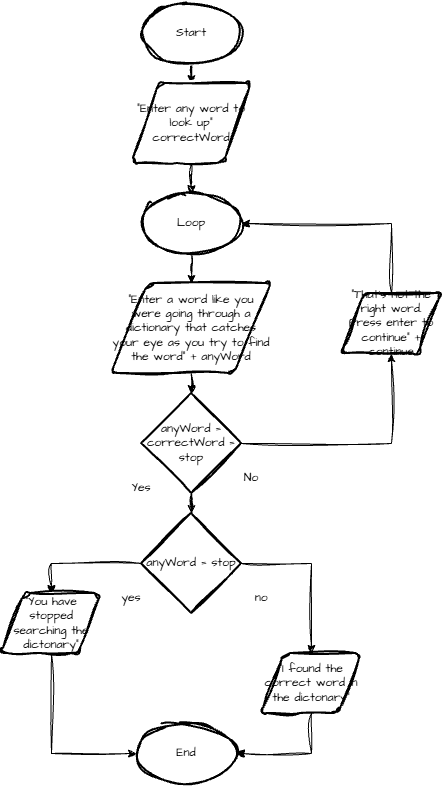 Start
"Enter any word to
look up"
correctWord
Loop
"Enter a word like you
were going through a
dictionary that catches
your eye as you try to find
the word" + anyWord
"That's not the
right word.
Press enter to
continue" +
continue
anyWord =
correctWord =
stop
Yes
No
anyWord = stop
yes
no
"You have
stopped
searching the
dictonary"
"I found the
correct word in
the dictonary"
End